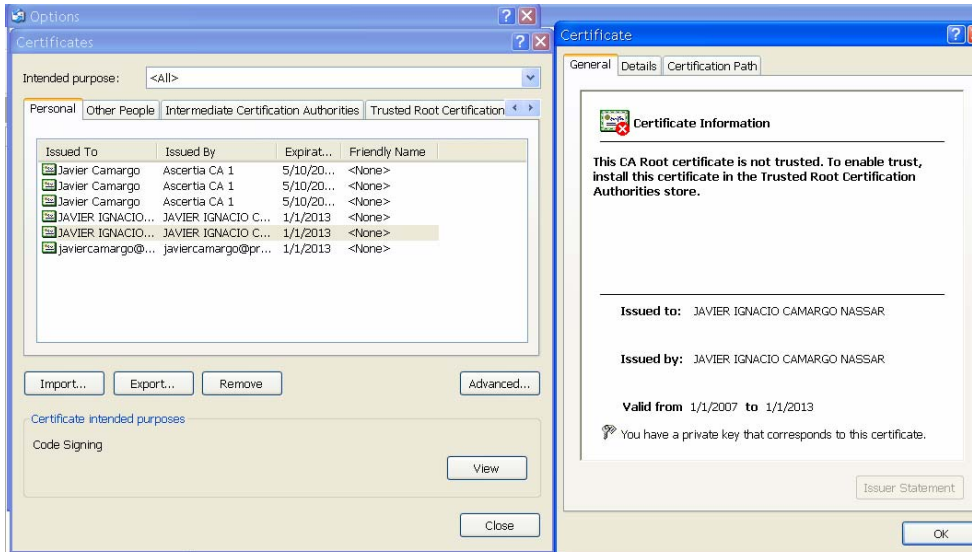 Options
Certificates
Intended purpose: <All>
Personal Other People Intermediate Certification Authorities Trusted Root Certification
Issued To Issued By Expirat... Friendly Name
Javier Camargo Ascertia CA 1 5/10/20... <None>
Javier Camargo Ascertia CA 1 5/10/20... <None>
Javier Camargo Ascertia CA 1 5/10/20... <None>
JAVIER IGNACIO... JAVIER IGNACIO C... 1/1/2013 <None>
JAVIER IGNACIO... JAVIER IGNACIO C... 1/1/2013 <None>
javiercamargo@... javiercamargo@pr... 1/1/2013 <None>
Import... Export... Remove Advanced...
Certificate intended purposes
Code Signing
View
Close
Certificate
General Details Certification Path
Certificate Information
This CA Root certificate is not trusted. To enable trust,
install this certificate in the Trusted Root Certification
Authorities store.
Issued to: JAVIER IGNACIO CAMARGO NASSAR
Issued by: JAVIER IGNACIO CAMARGO NASSAR
Valid from 1/1/2007 to 1/1/2013
You have a private key that corresponds to this certificate.
Issuer Statement
OK